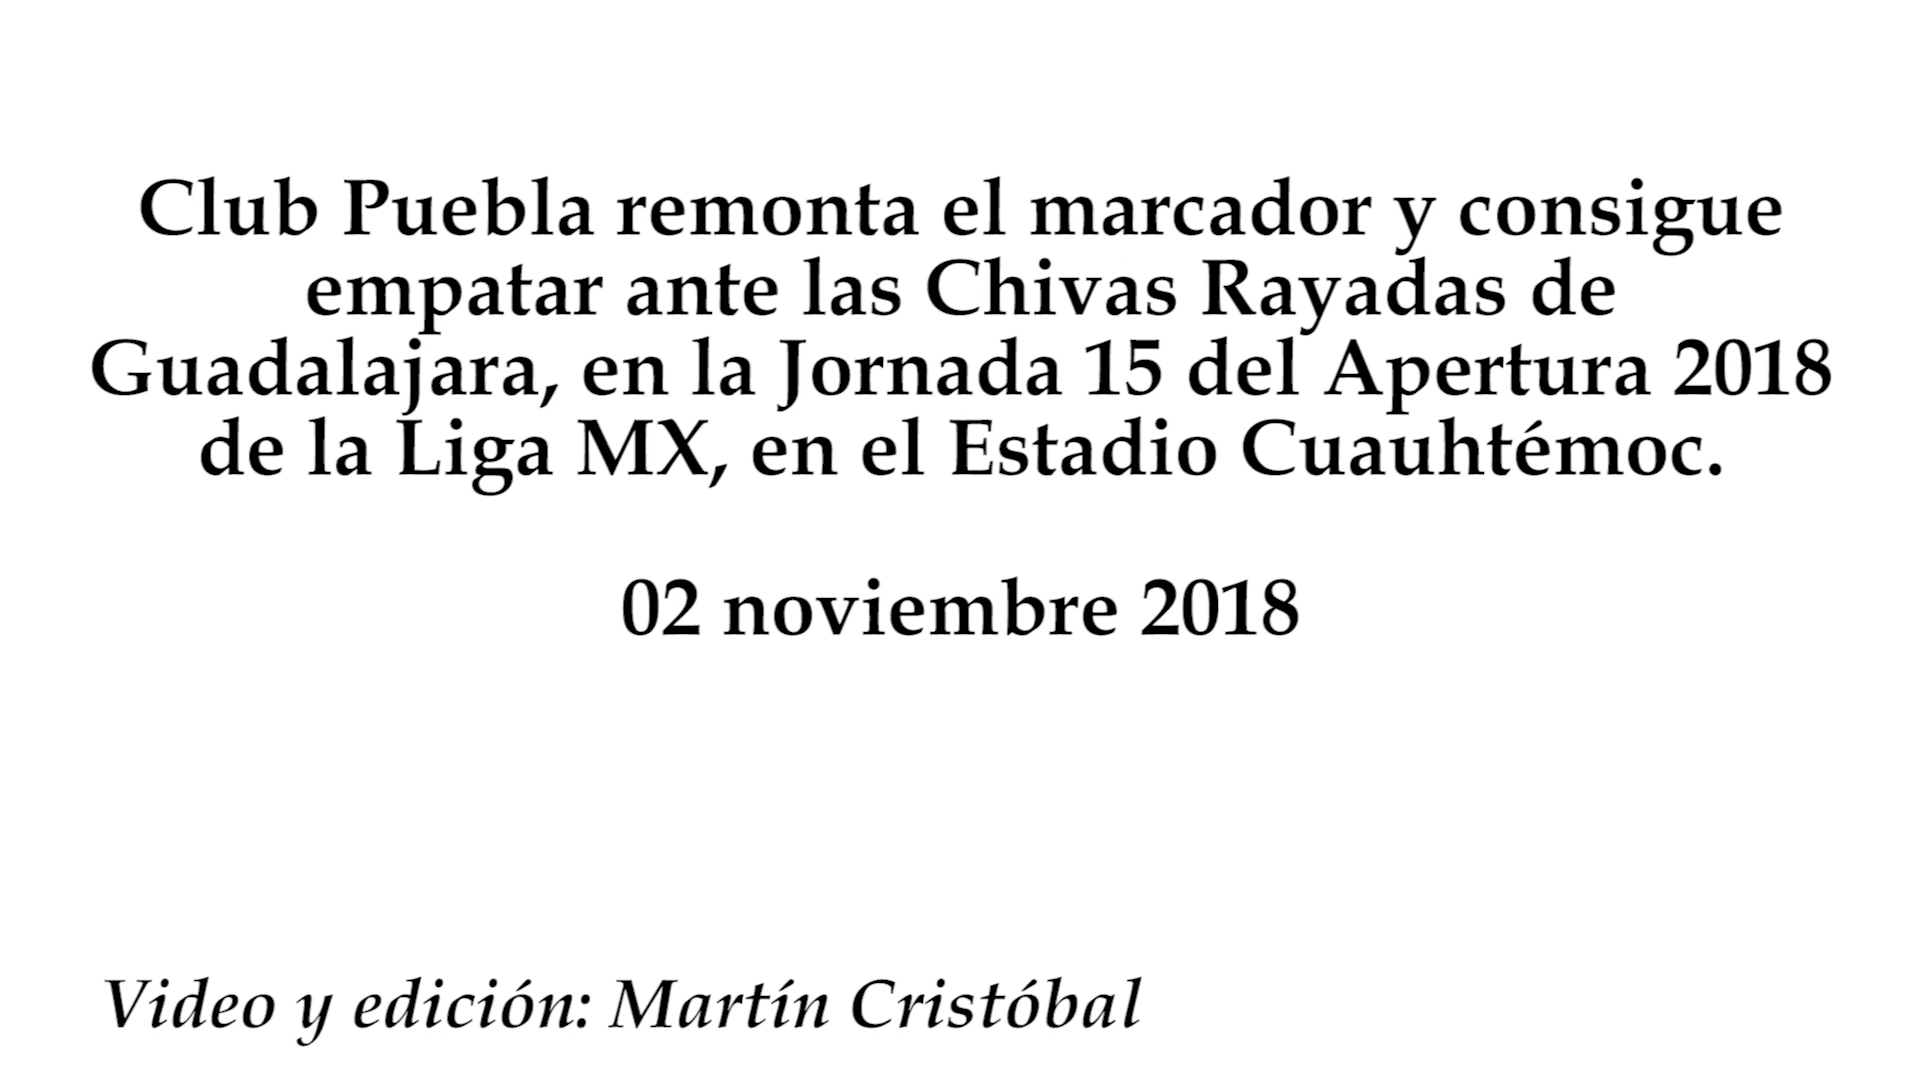 Club Puebla remonta el marcador y consigue
empatar ante las Chivas Rayadas de
Guadalajara, en la Jornada 15 del Apertura 2018
de la Liga MX, en el Estadio Cuauhtémoc.
02 noviembre 2018
Video y edición: Martín Cristóbal